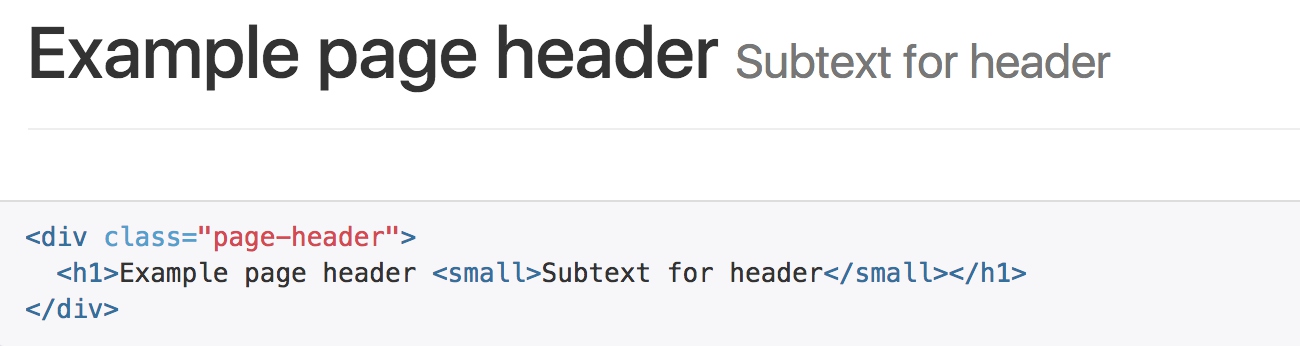 Example page header Subtext for header
<div class="page-header">
  <h1>Example page header <small>Subtext for header</small></h1>
</div>